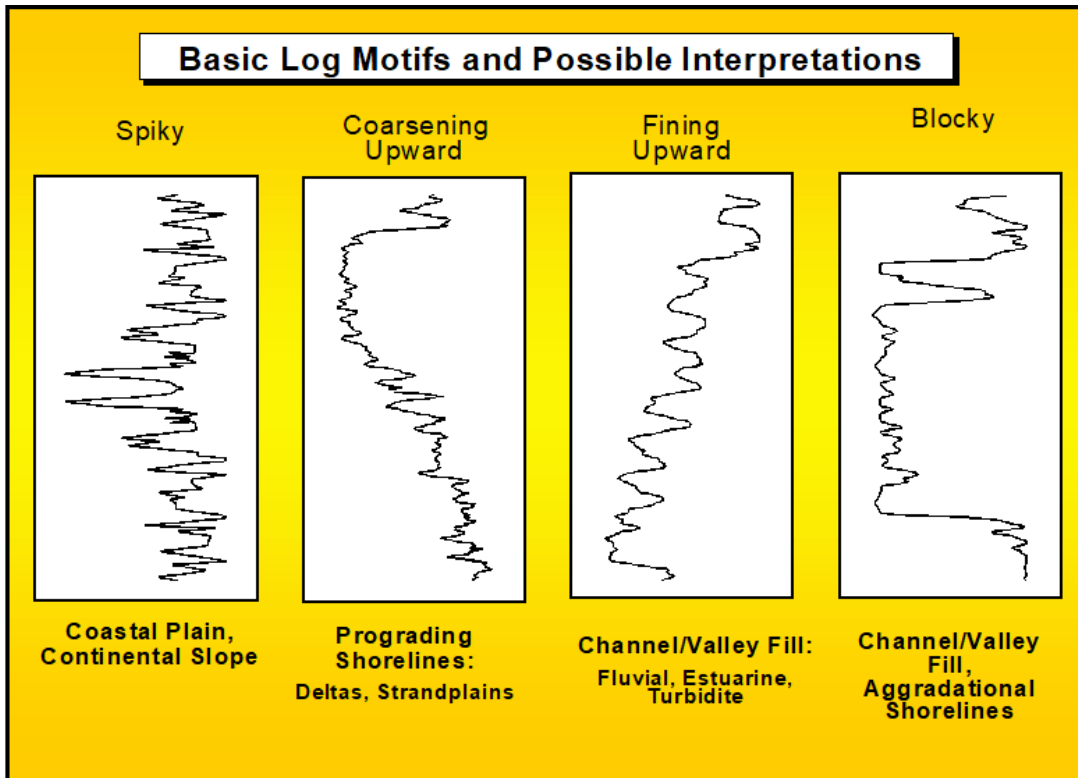 Basic Log Motifs and Possible Interpretations
Spiky
Coarsening
Upward
Fining
Upward
Blocky
Coastal Plain,
Continental Slope
Prograding
Shorelines:
Deltas, Strandplains
Channel/Valley Fill:
Fluvial, Estuarine,
Turbidite
Channel/Valley
Fill,
Aggradational
Shorelines